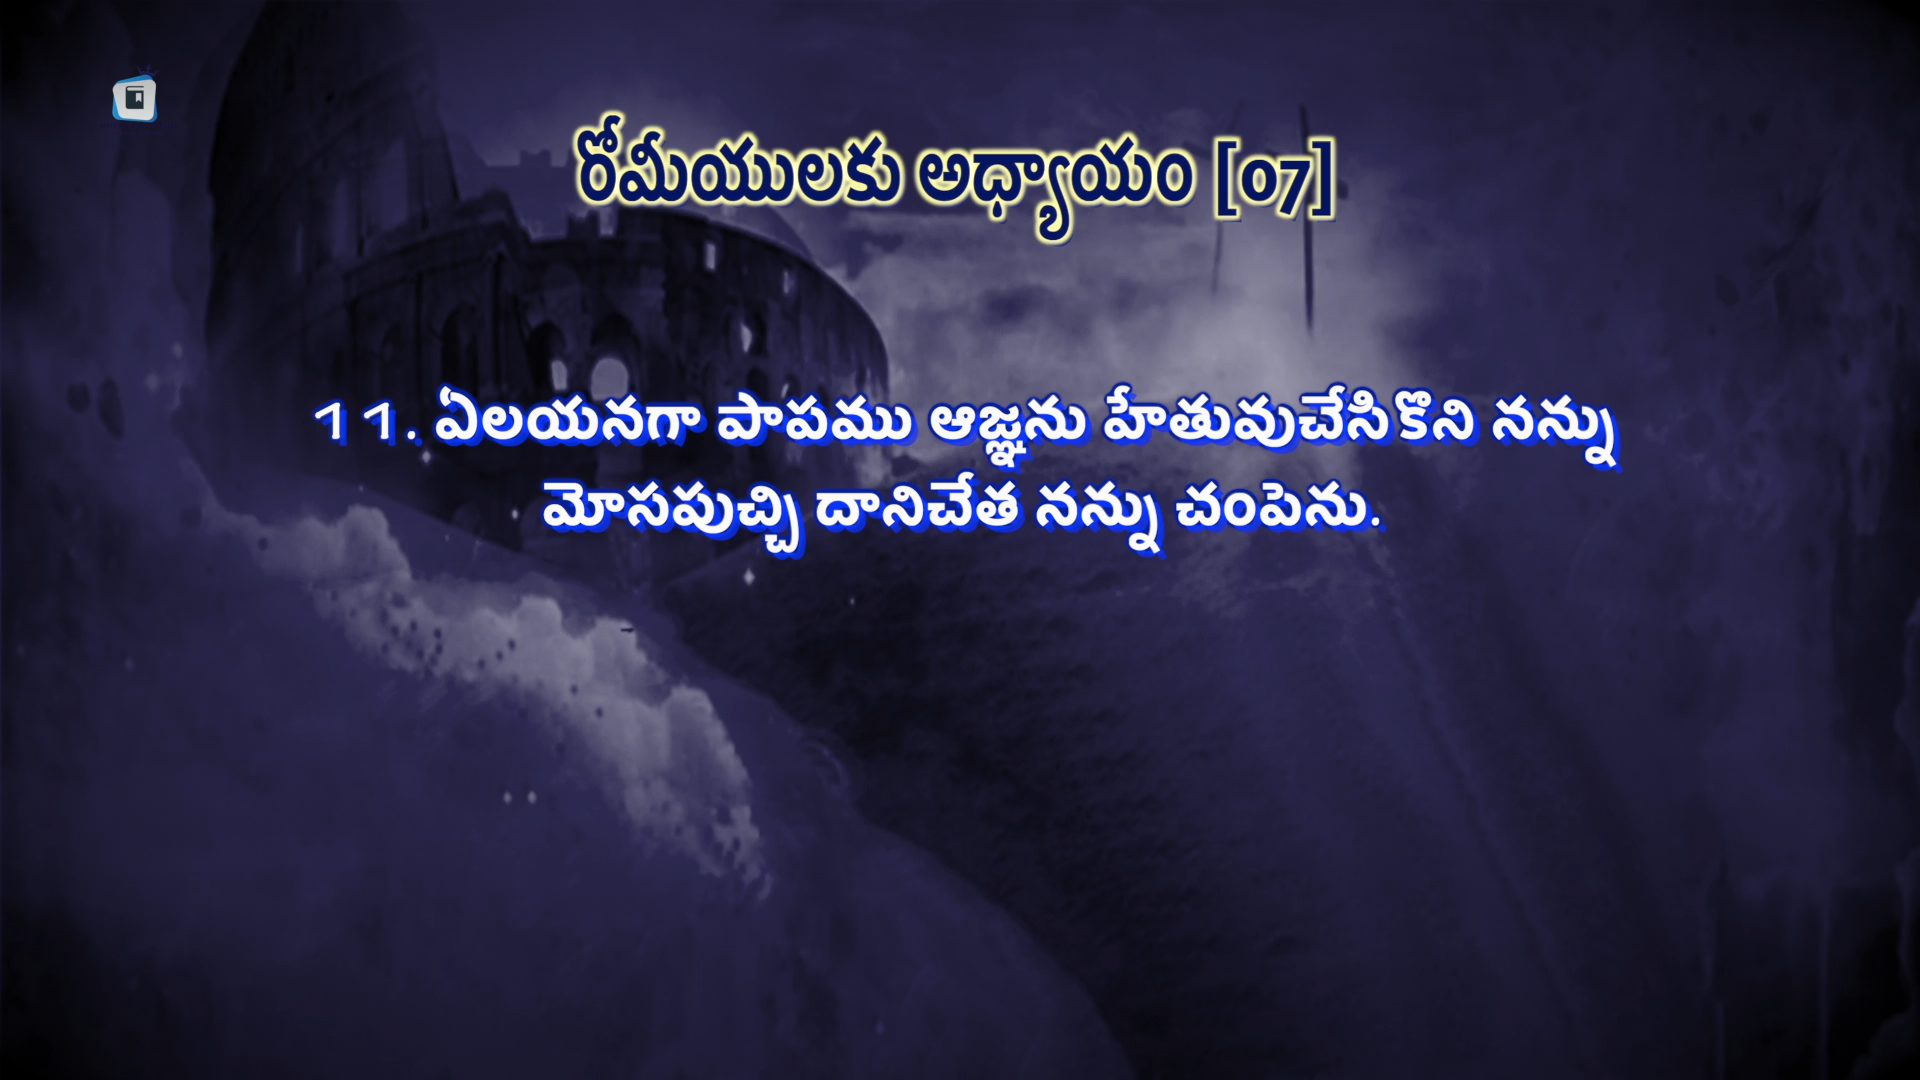 రోమీయులకు అధ్యాయం [07]
11. ఏలయనగా పాపము ఆజ్ఞను హేతువుచేసికొని నన్ను
మోసపుచ్చి దానిచేత నన్ను చంపెను.